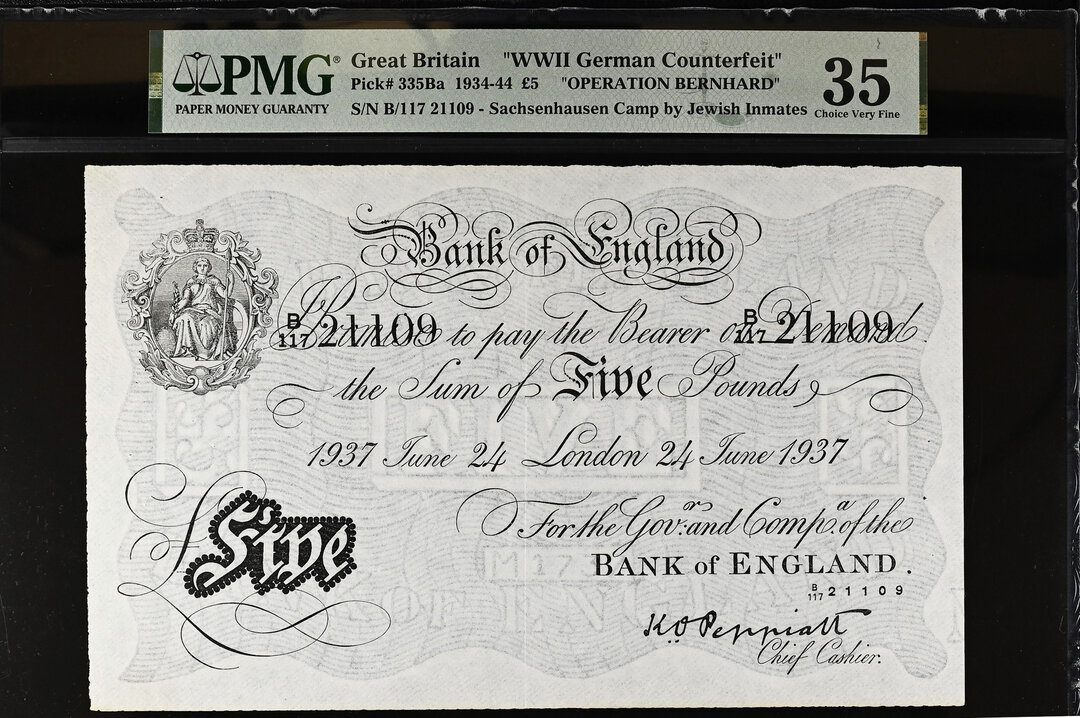 PMG®
PAPER MONEY GUARANTY
Great Britain "WWII German Counterfeit"
Pick# 335Ba 1934-44 £5 "OPERATION BERNHARD"
S/N B/117 21109 - Sachsenhausen Camp by Jewish Inmates
35
Choice Very Fine
Bank of England
B/117 21109 B/117 21109
Promise to pay the Bearer on Demand
the Sum of Five Pounds
1937 June 24 London 24 June 1937
For the Govr. and Compa. of the
BANK of ENGLAND.
B/117 21109
£Five
K.O Peppiatt
Chief Cashier.
FIVE